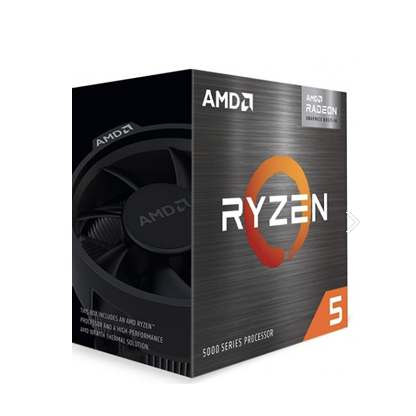 AMD
AMD
RADEON
GRAPHICS BUILT-IN
AMD
AMD
RYZEN
THIS BOX INCLUDES AN AMD RYZEN™
PROCESSOR AND A HIGH-PERFORMANCE
AMD WRAITH THERMAL SOLUTION.
5000 SERIES PROCESSOR
5